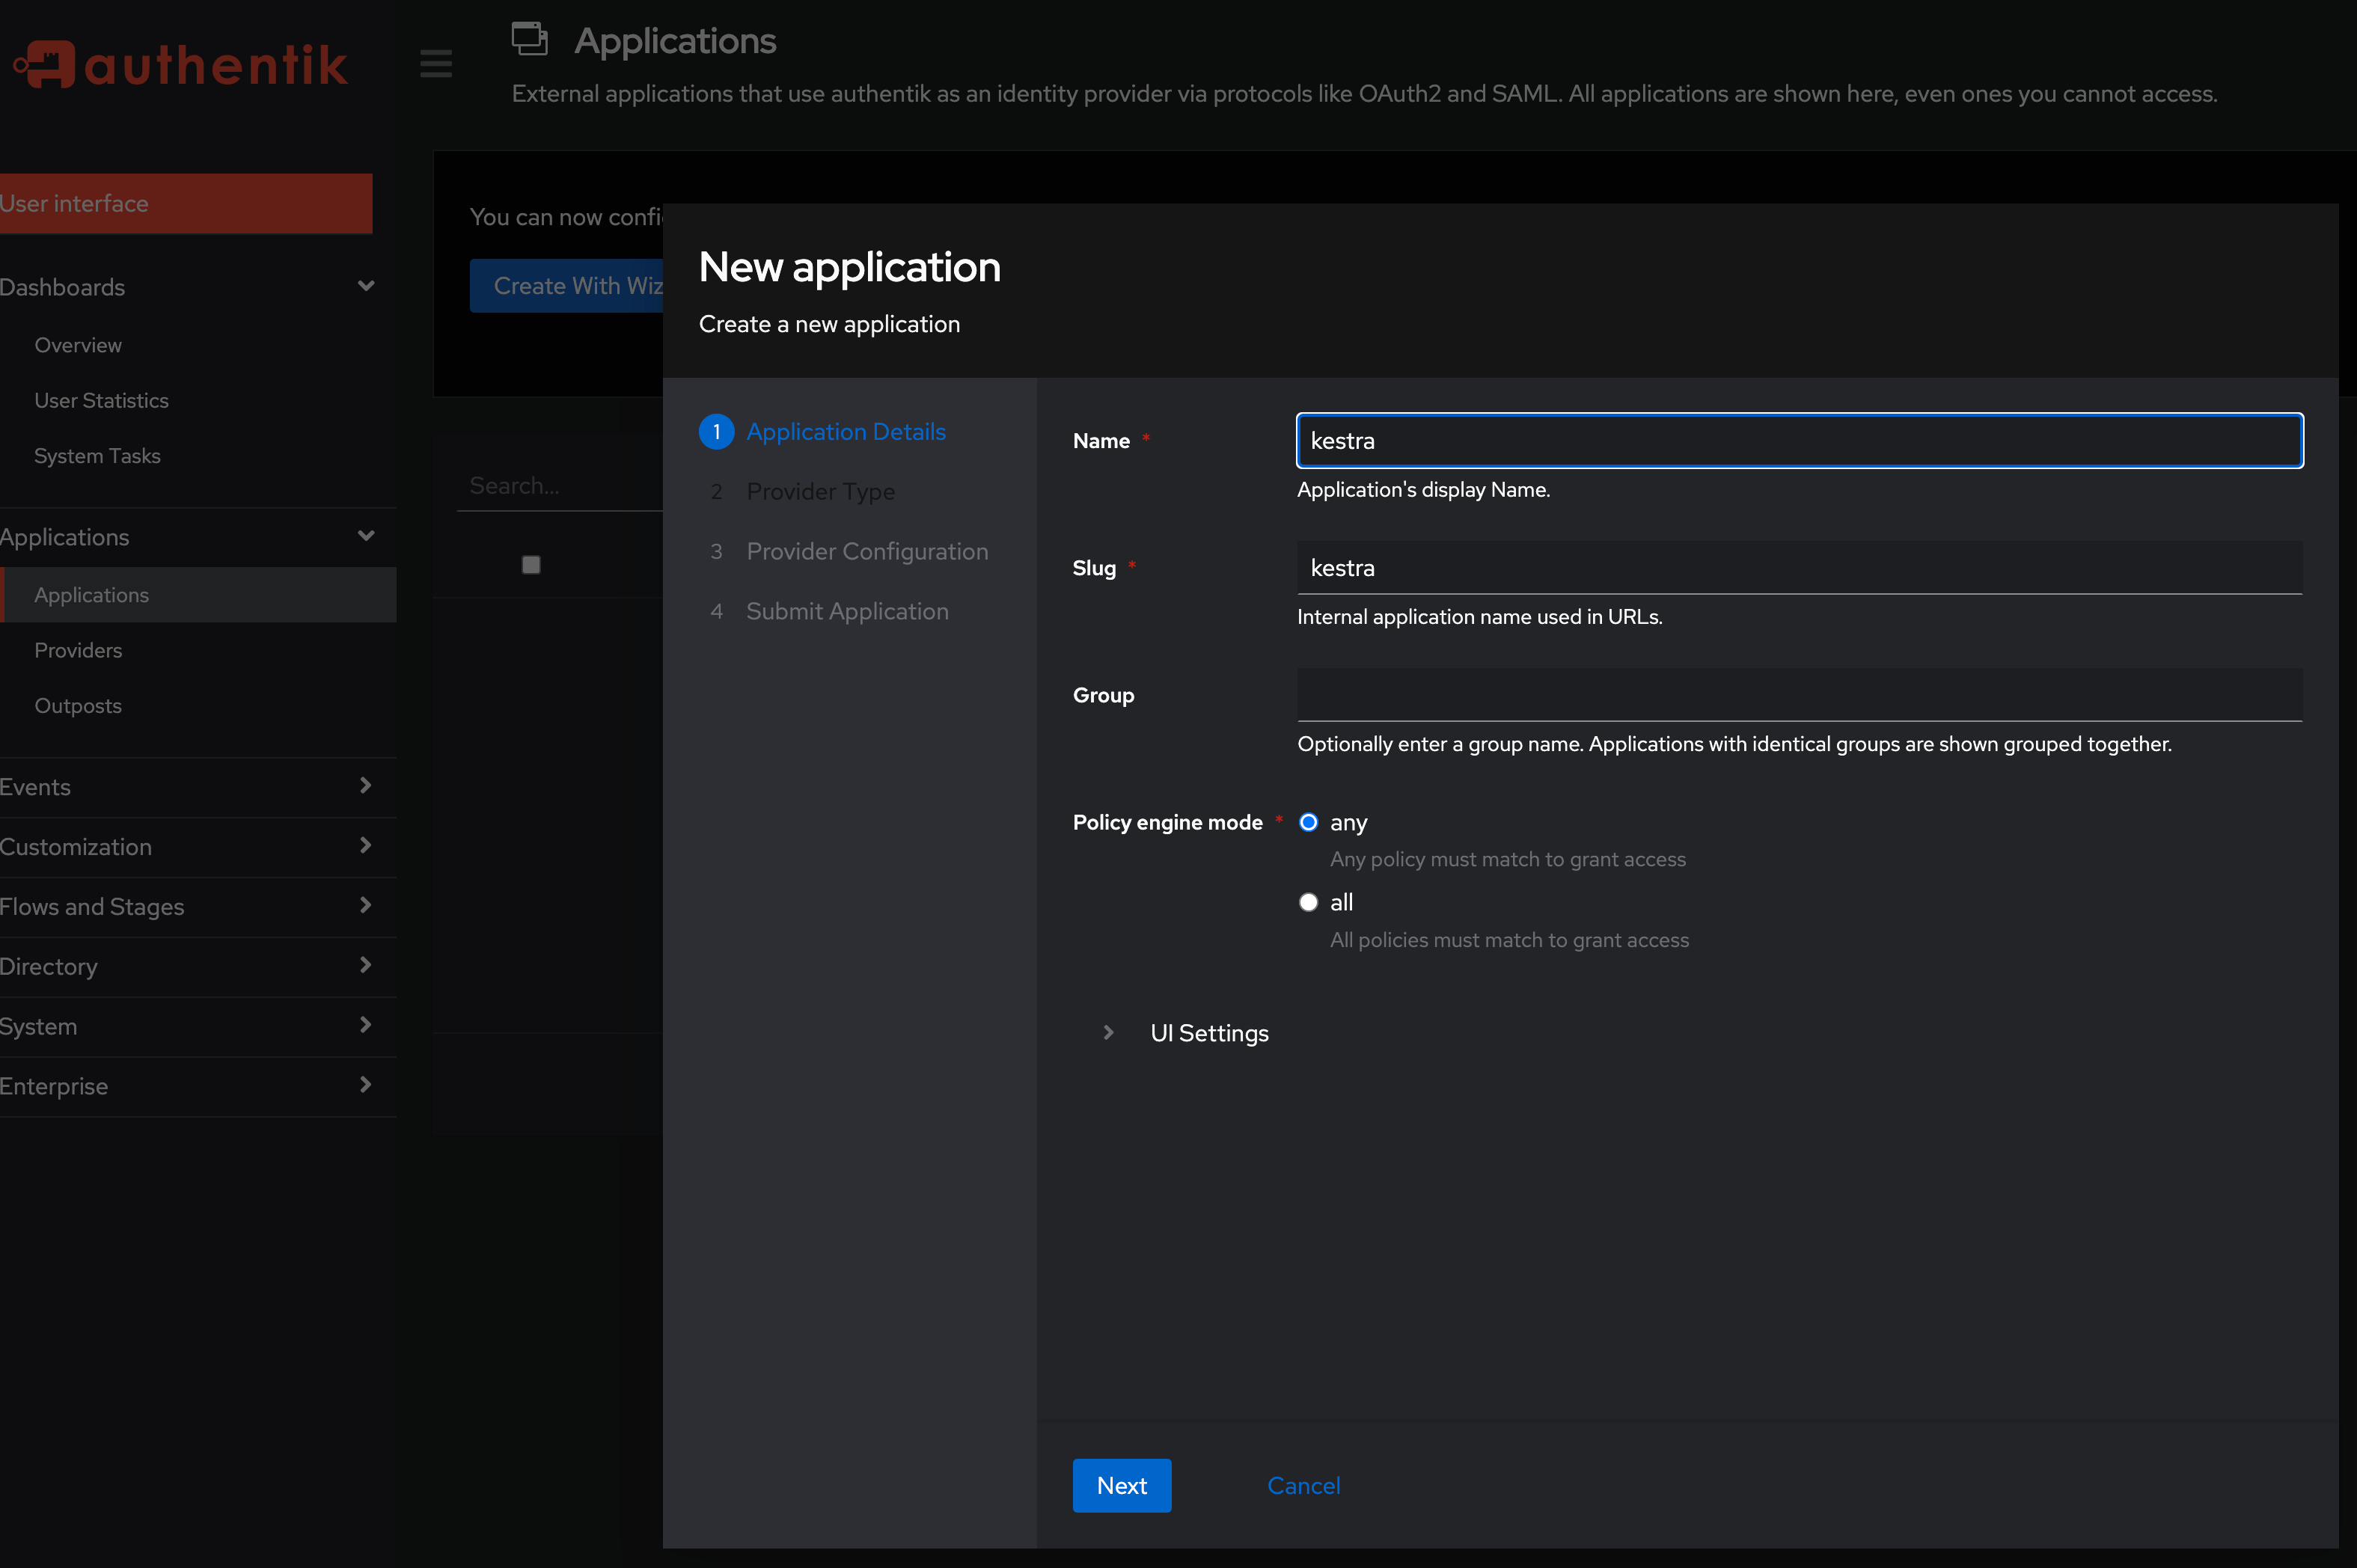 authentik
User interface
Dashboards
Overview
User Statistics
System Tasks
Applications
Applications
Providers
Outposts
Events
Customization
Flows and Stages
Directory
System
Enterprise
Applications
External applications that use authentik as an identity provider via protocols like OAuth2 and SAML. All applications are shown here, even ones you cannot access.
You can now confi
Create With Wiz
Search...
New application
Create a new application
1 Application Details
2 Provider Type
3 Provider Configuration
4 Submit Application
Name *
kestra
Application's display Name.
Slug *
kestra
Internal application name used in URLs.
Group
Optionally enter a group name. Applications with identical groups are shown grouped together.
Policy engine mode *
any
Any policy must match to grant access
all
All policies must match to grant access
UI Settings
Next
Cancel